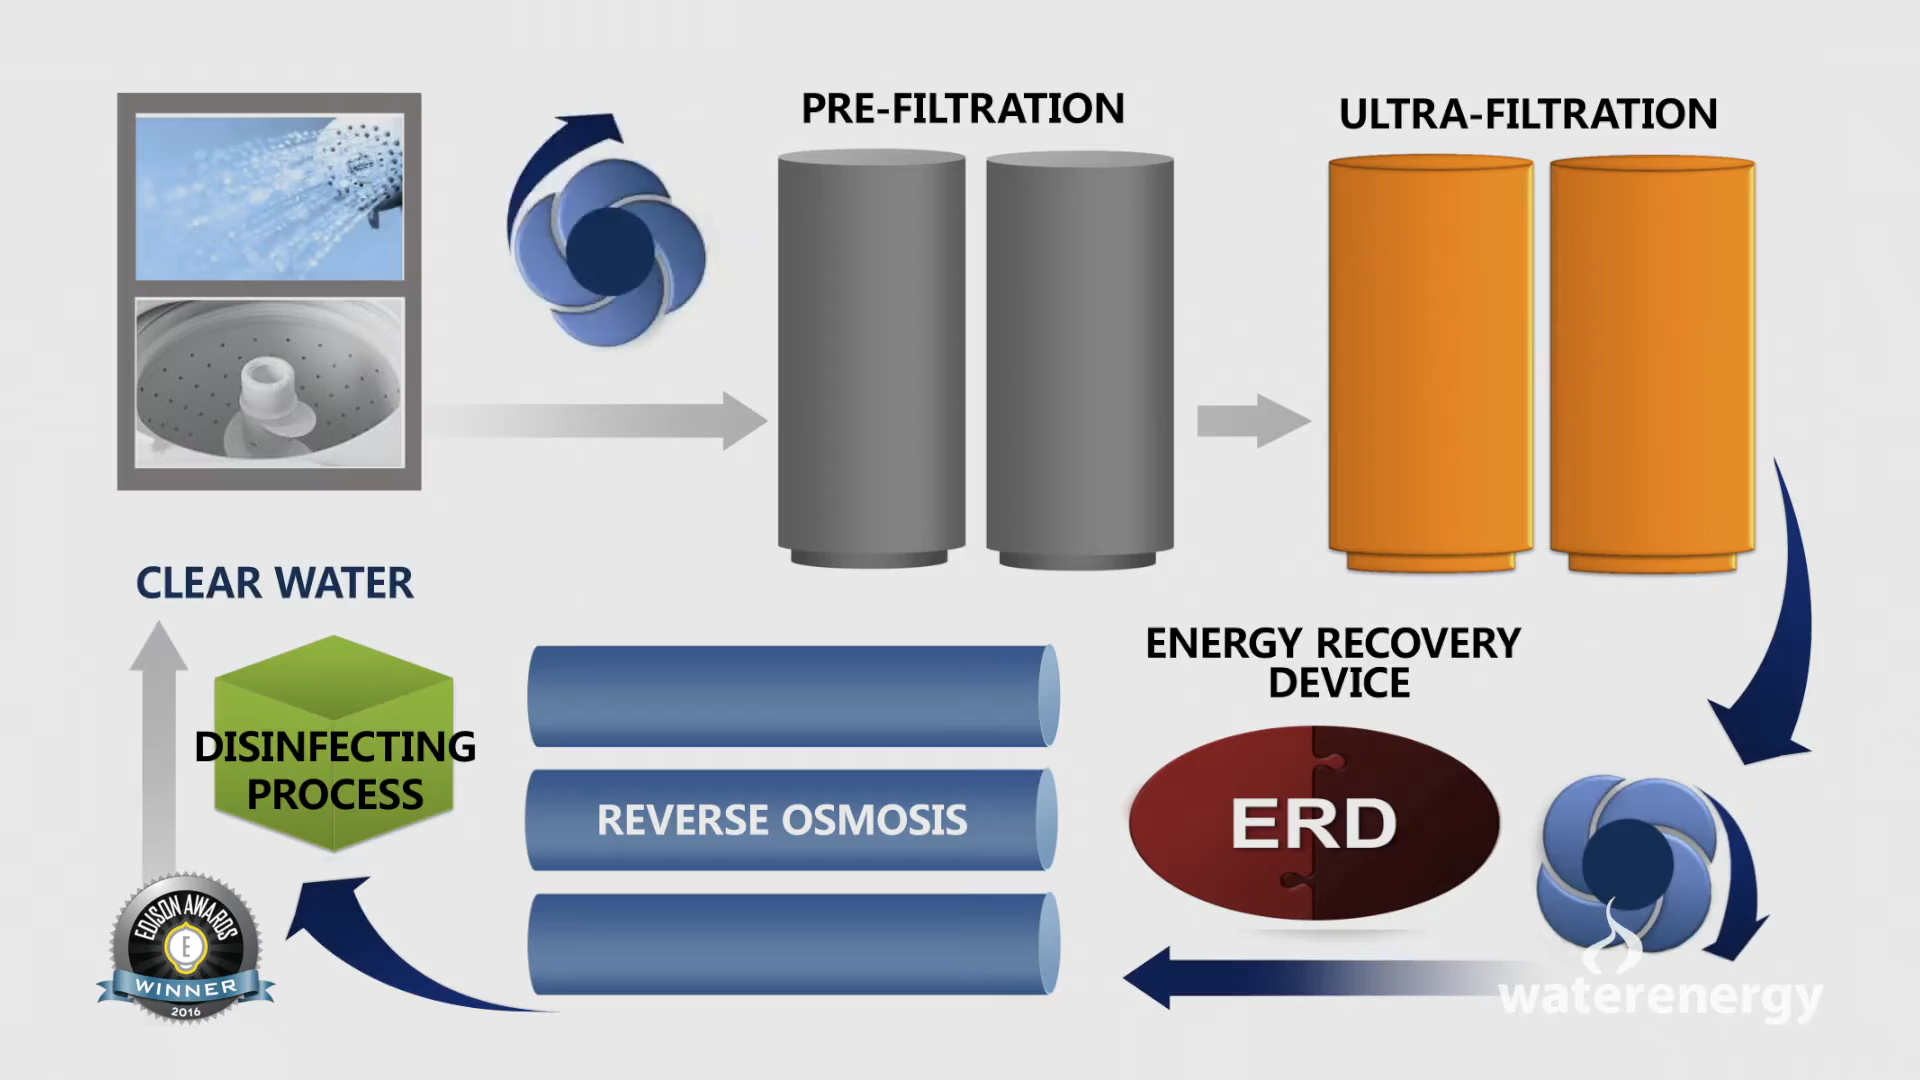 PRE-FILTRATION
ULTRA-FILTRATION
CLEAR WATER
DISINFECTING
PROCESS
REVERSE OSMOSIS
ENERGY RECOVERY
DEVICE
ERD
EDISON AWARDS
E
WINNER
2016
waterenergy